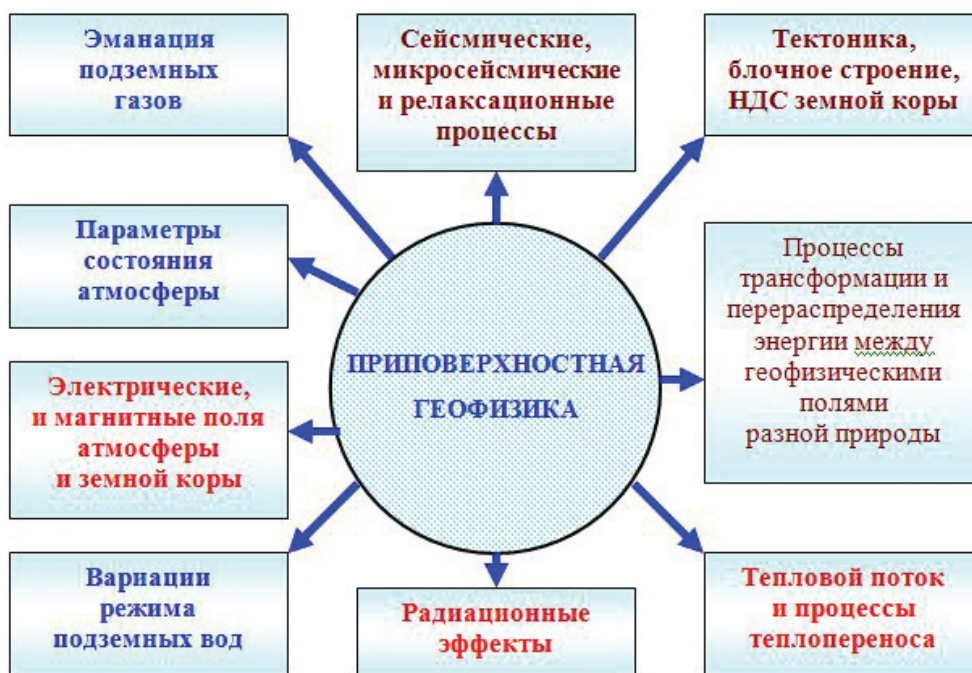 Эманация
подземных
газов
Сейсмические,
микросейсмические
и релаксационные
процессы
Тектоника,
блочное строение,
НДС земной коры
Параметры
состояния
атмосферы
Процессы
трансформации и
перераспределения
энергии между
геофизическими
полями
разной природы
ПРИПОВЕРХНОСТНАЯ
ГЕОФИЗИКА
Электрические,
и магнитные поля
атмосферы
и земной коры
Вариации
режима
подземных вод
Радиационные
эффекты
Тепловой поток
и процессы
теплопереноса